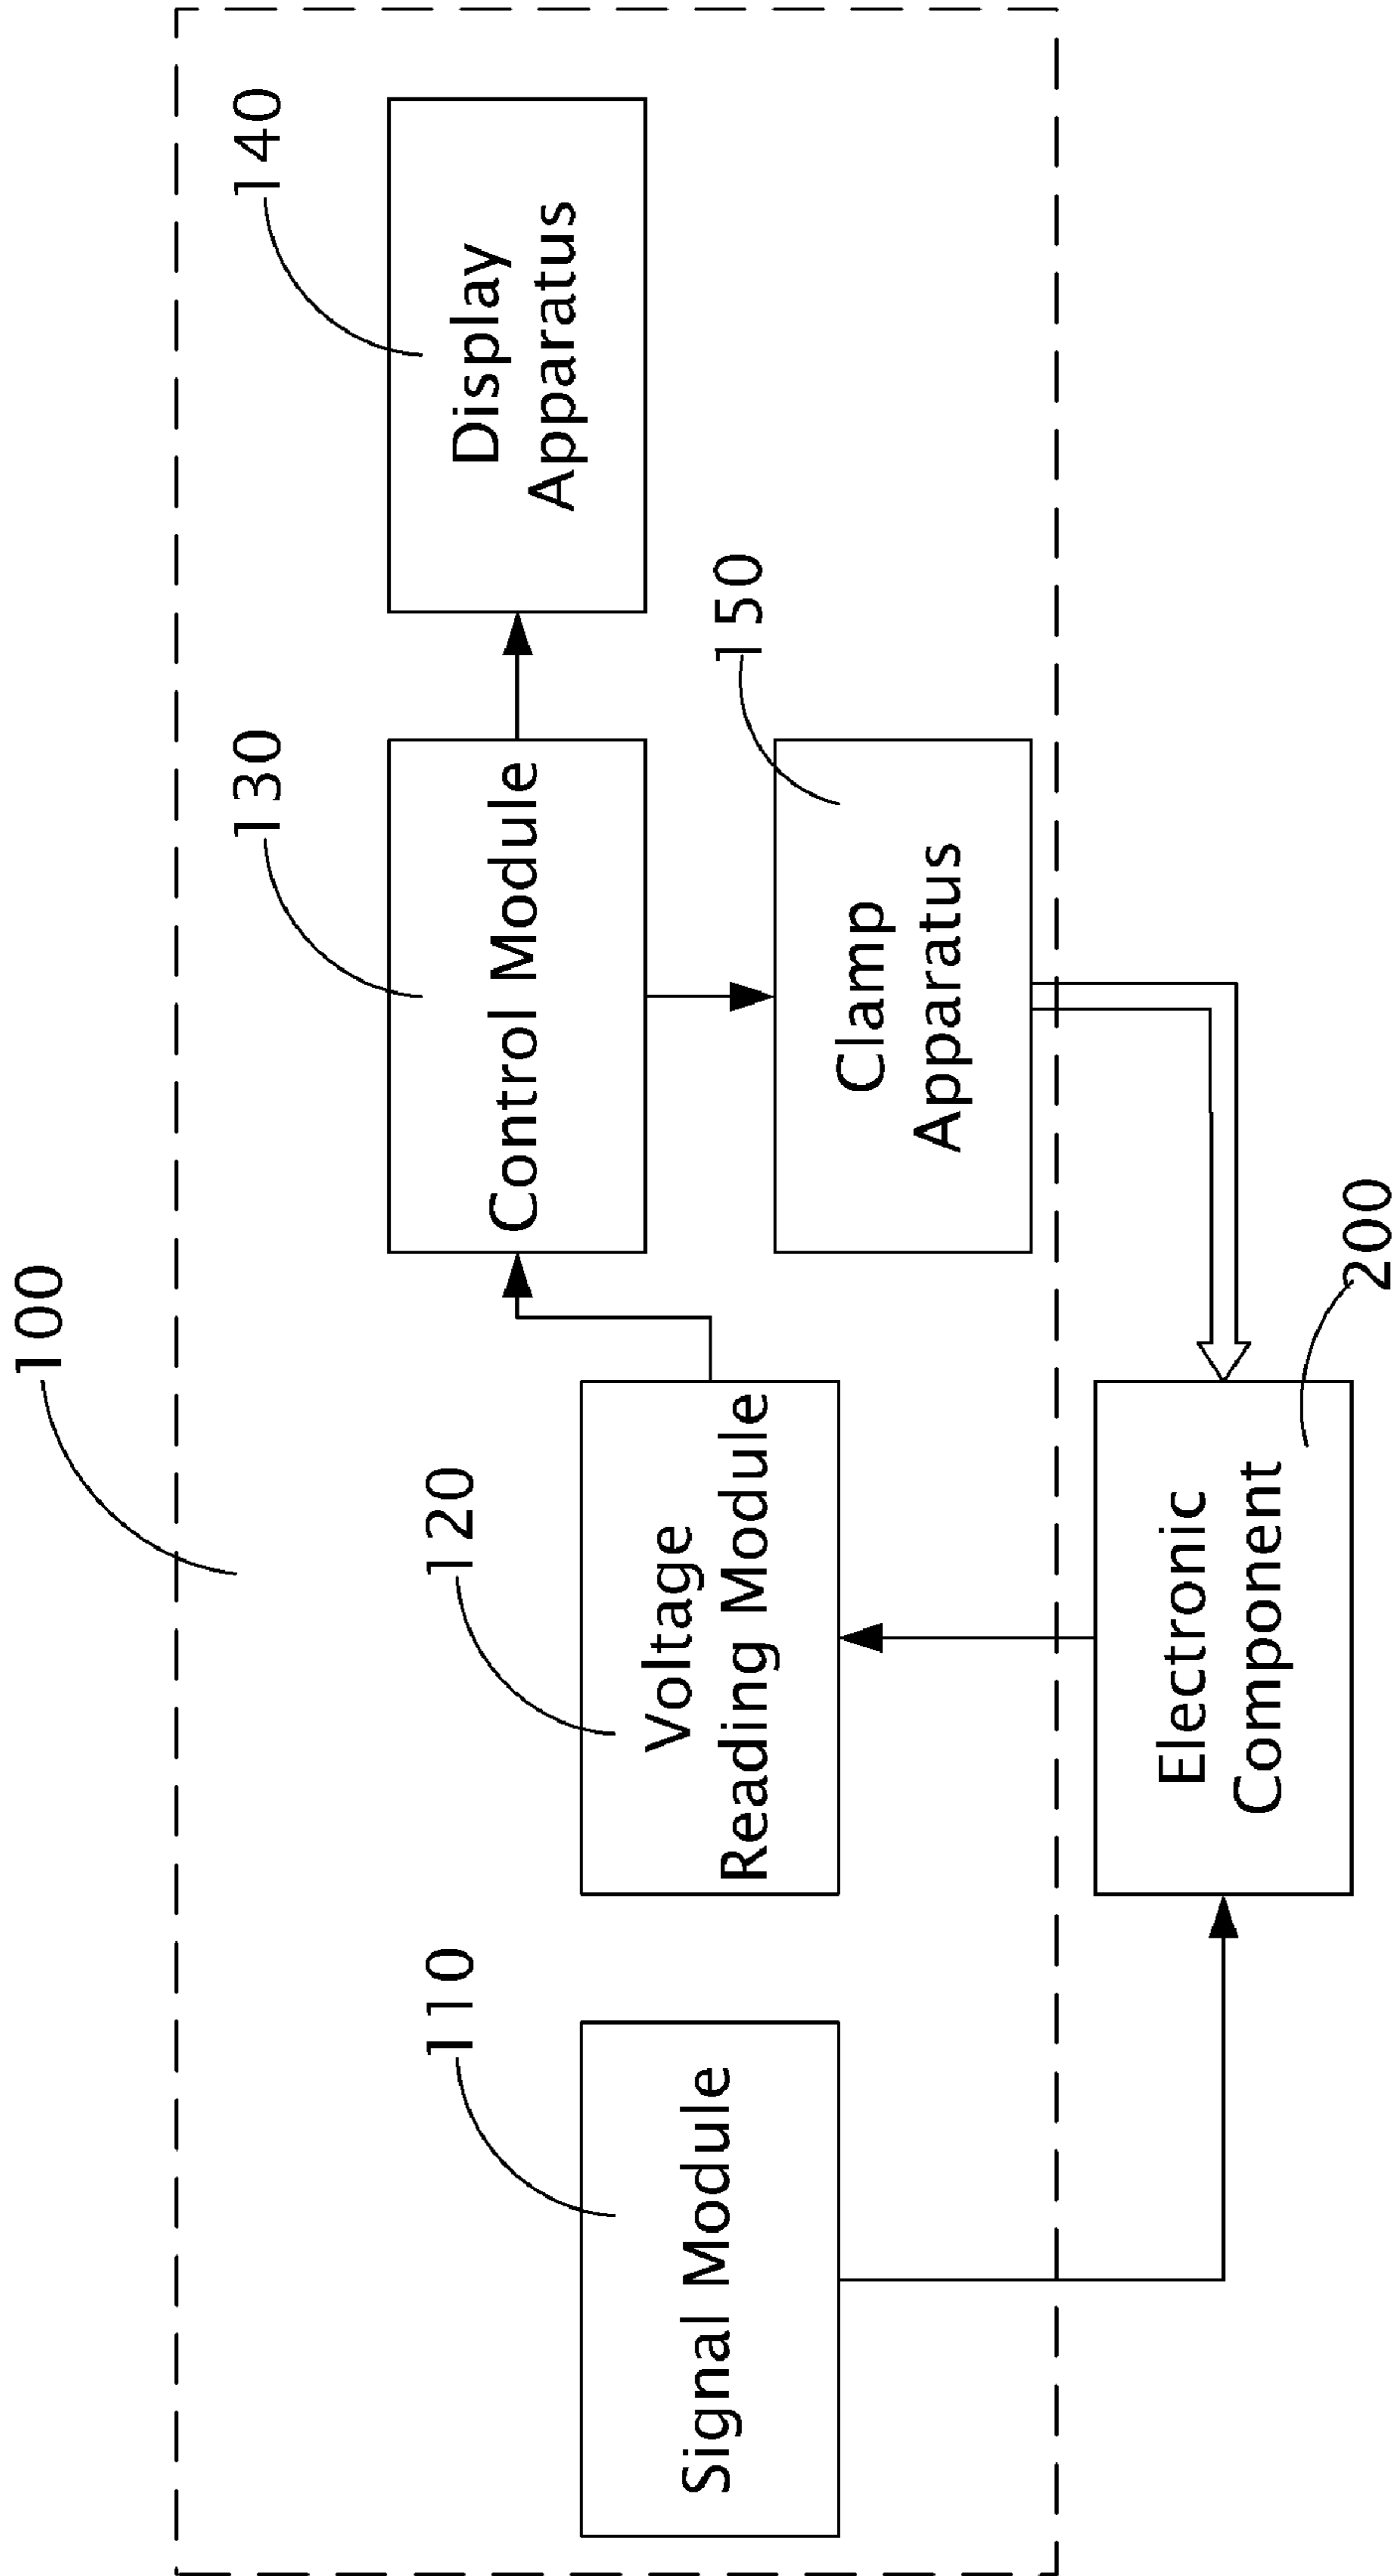 100
140
130
Display
Apparatus
Control Module
120
110
150
Voltage
Reading Module
Signal Module
Clamp
Apparatus
Electronic
Component
200